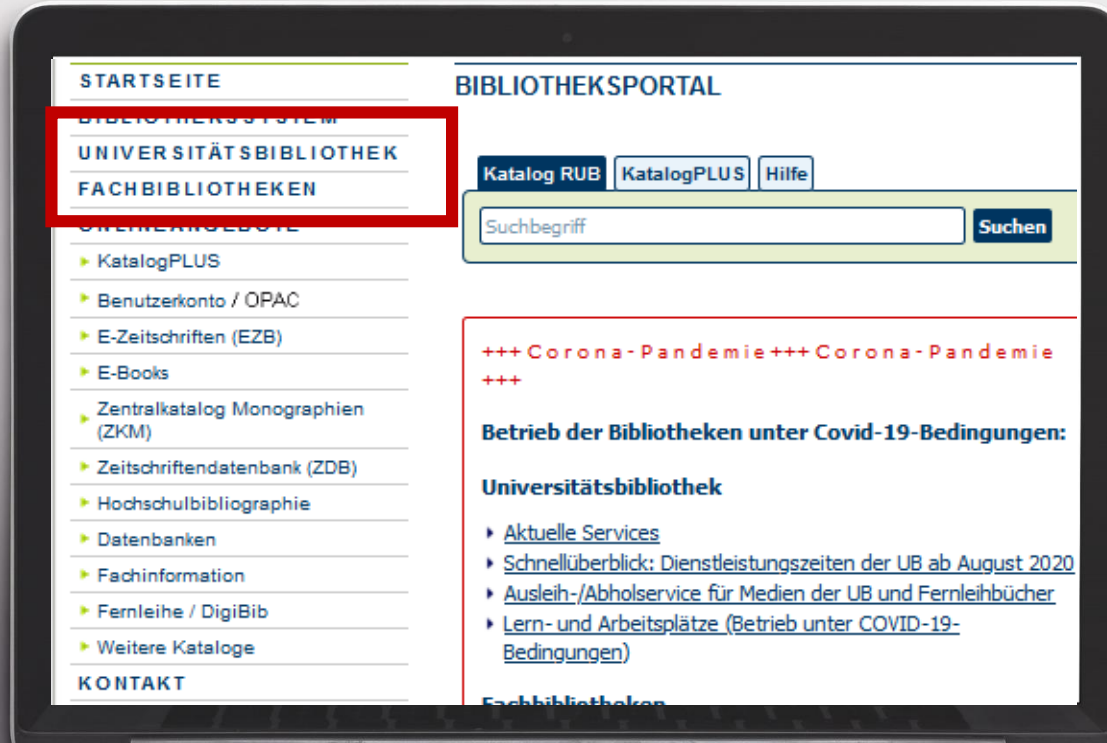 STARTSEITE
BIBLIOTHEKSSYSTEM
UNIVERSITÄTSBIBLIOTHEK
FACHBIBLIOTHEKEN
ONLINEANGEBOTE
KatalogPLUS
Benutzerkonto / OPAC
E-Zeitschriften (EZB)
E-Books
Zentralkatalog Monographien
(ZKM)
Zeitschriftendatenbank (ZDB)
Hochschulbibliographie
Datenbanken
Fachinformation
Fernleihe / DigiBib
Weitere Kataloge
KONTAKT
BIBLIOTHEKSPORTAL
Katalog RUB KatalogPLUS Hilfe
Suchbegriff Suchen
+++ Corona-Pandemie +++ Corona-Pandemie
+++
Betrieb der Bibliotheken unter Covid-19-Bedingungen:
Universitätsbibliothek
Aktuelle Services
Schnellüberblick: Dienstleistungszeiten der UB ab August 2020
Ausleih-/Abholservice für Medien der UB und Fernleihbücher
Lern- und Arbeitsplätze (Betrieb unter COVID-19-
Bedingungen)
Fachbibliotheken